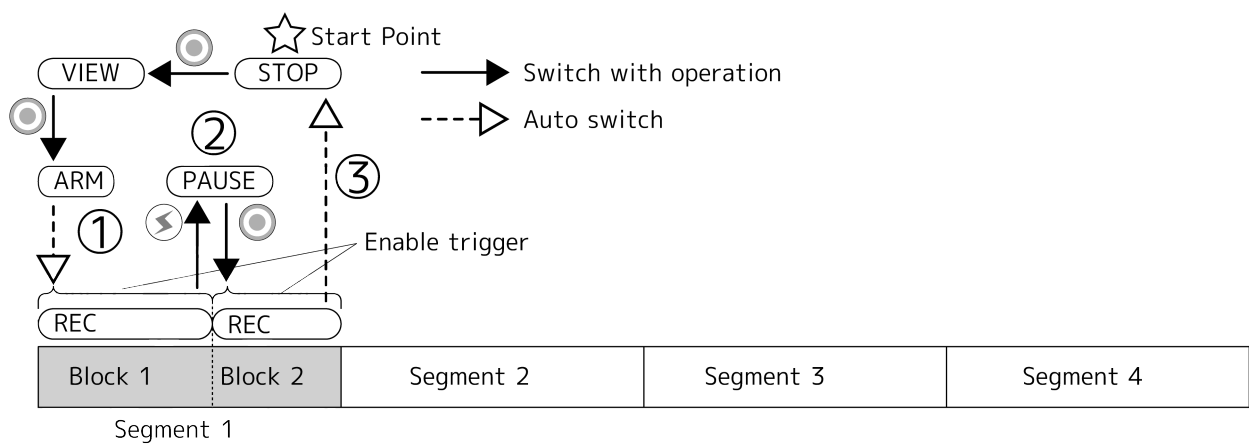 Start Point
VIEW
STOP
Switch with operation
Auto switch
②
ARM
PAUSE
③
①
Enable trigger
REC
REC
Block 1
Block 2
Segment 2
Segment 3
Segment 4
Segment 1